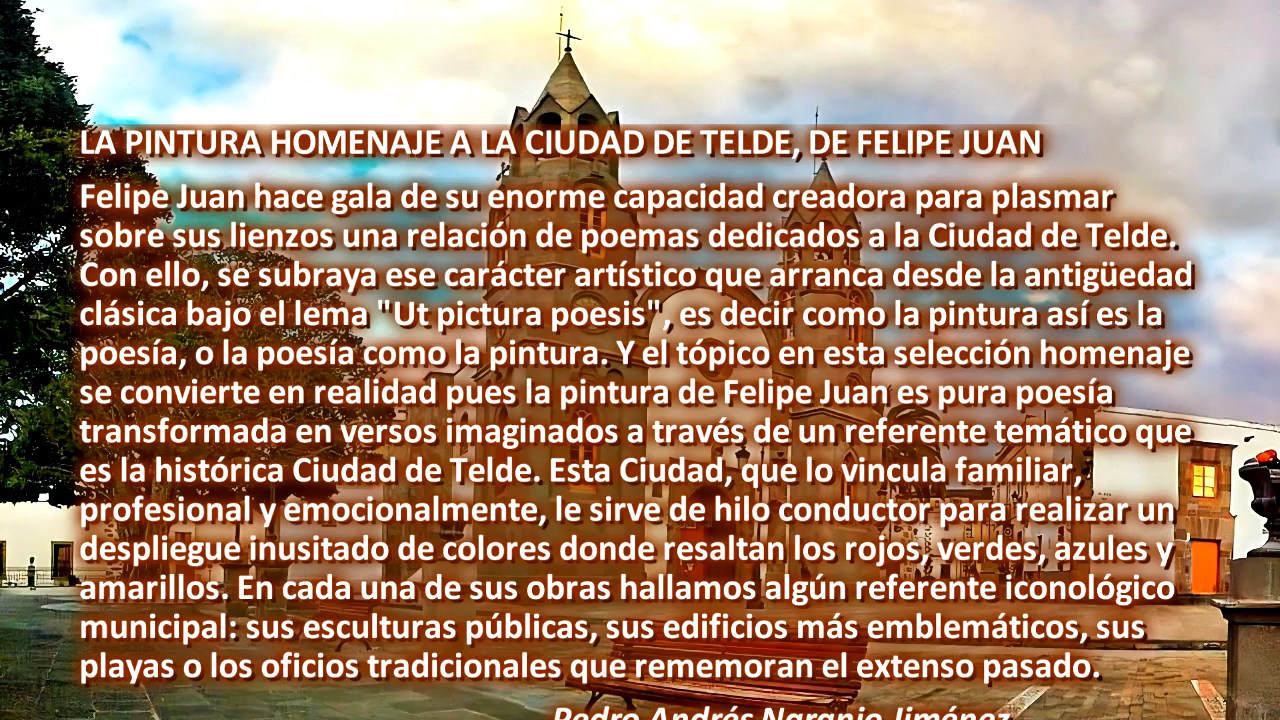 LA PINTURA HOMENAJE A LA CIUDAD DE TELDE, DE FELIPE JUAN
Felipe Juan hace gala de su enorme capacidad creadora para plasmar
sobre sus lienzos una relación de poemas dedicados a la Ciudad de Telde.
Con ello, se subraya ese carácter artístico que arranca desde la antigüedad
clásica bajo el lema "Ut pictura poesis", es decir como la pintura así es la
poesía, o la poesía como la pintura. Y el tópico en esta selección homenaje
se convierte en realidad pues la pintura de Felipe Juan es pura poesía
transformada en versos imaginados a través de un referente temático que
es la histórica Ciudad de Telde. Esta Ciudad, que lo vincula familiar,
profesional y emocionalmente, le sirve de hilo conductor para realizar un
despliegue inusitado de colores donde resaltan los rojos, verdes, azules y
amarillos. En cada una de sus obras hallamos algún referente iconológico
municipal: sus esculturas públicas, sus edificios más emblemáticos, sus
playas o los oficios tradicionales que rememoran el extenso pasado.
Pedro Andrés Naranjo Jiménez